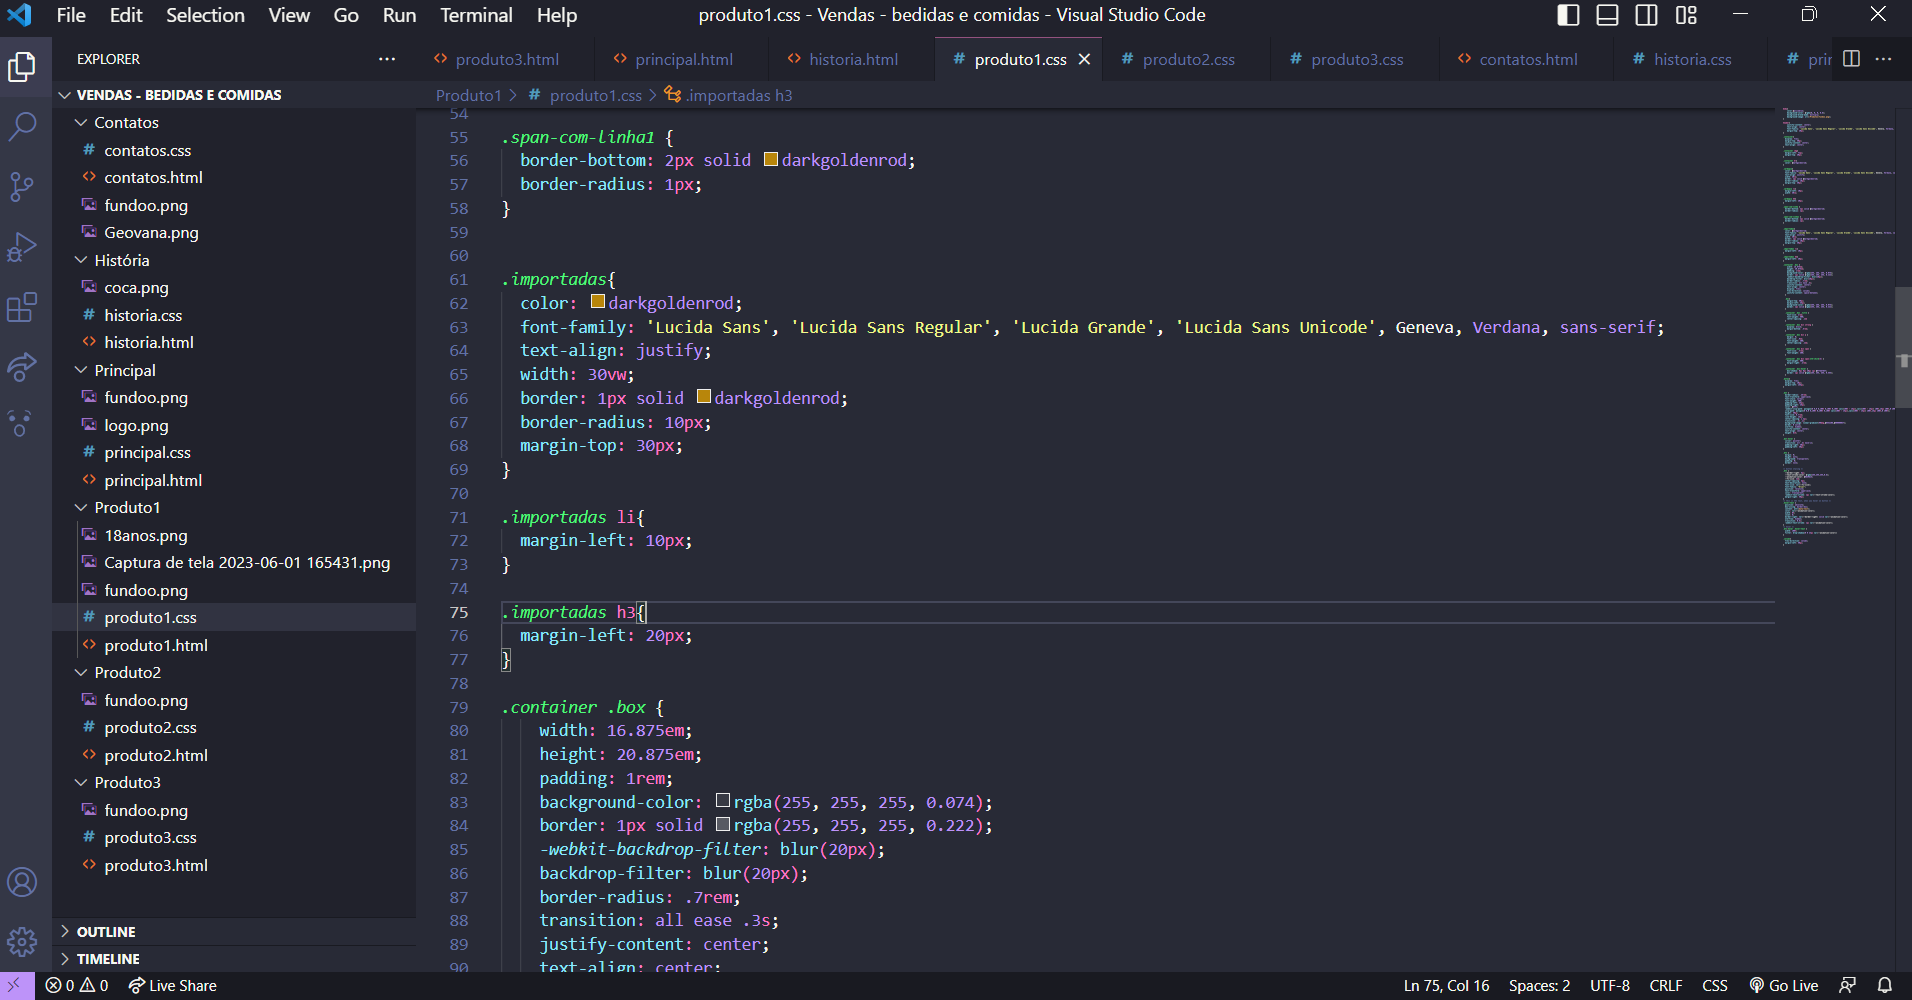 File Edit Selection View Go Run Terminal Help produto1.css - Vendas - bedidas e comidas - Visual Studio Code
EXPLORER ···
produto3.html principal.html historia.html # produto1.css # produto2.css # produto3.css contatos.html # historia.css # prin ···
VENDAS - BEDIDAS E COMIDAS
Produto1 > # produto1.css > .importadas h3
Contatos
# contatos.css
contatos.html
fundoo.png
Geovana.png
História
coca.png
# historia.css
historia.html
Principal
fundoo.png
logo.png
# principal.css
principal.html
Produto1
18anos.png
Captura de tela 2023-06-01 165431.png
fundoo.png
# produto1.css
produto1.html
Produto2
fundoo.png
# produto2.css
produto2.html
Produto3
fundoo.png
# produto3.css
produto3.html
OUTLINE
TIMELINE
54
55 .span-com-linha1 {
56 border-bottom: 2px solid darkgoldenrod;
57 border-radius: 1px;
58 }
59
60
61 .importadas{
62 color: darkgoldenrod;
63 font-family: 'Lucida Sans', 'Lucida Sans Regular', 'Lucida Grande', 'Lucida Sans Unicode', Geneva, Verdana, sans-serif;
64 text-align: justify;
65 width: 30vw;
66 border: 1px solid darkgoldenrod;
67 border-radius: 10px;
68 margin-top: 30px;
69 }
70
71 .importadas li{
72 margin-left: 10px;
73 }
74
75 .importadas h3{
76 margin-left: 20px;
77 }
78
79 .container .box {
80 width: 16.875em;
81 height: 20.875em;
82 padding: 1rem;
83 background-color: rgba(255, 255, 255, 0.074);
84 border: 1px solid rgba(255, 255, 255, 0.222);
85 -webkit-backdrop-filter: blur(20px);
86 backdrop-filter: blur(20px);
87 border-radius: .7rem;
88 transition: all ease .3s;
89 justify-content: center;
90 text-align: center;
0 0 Live Share Ln 75, Col 16 Spaces: 2 UTF-8 CRLF CSS Go Live